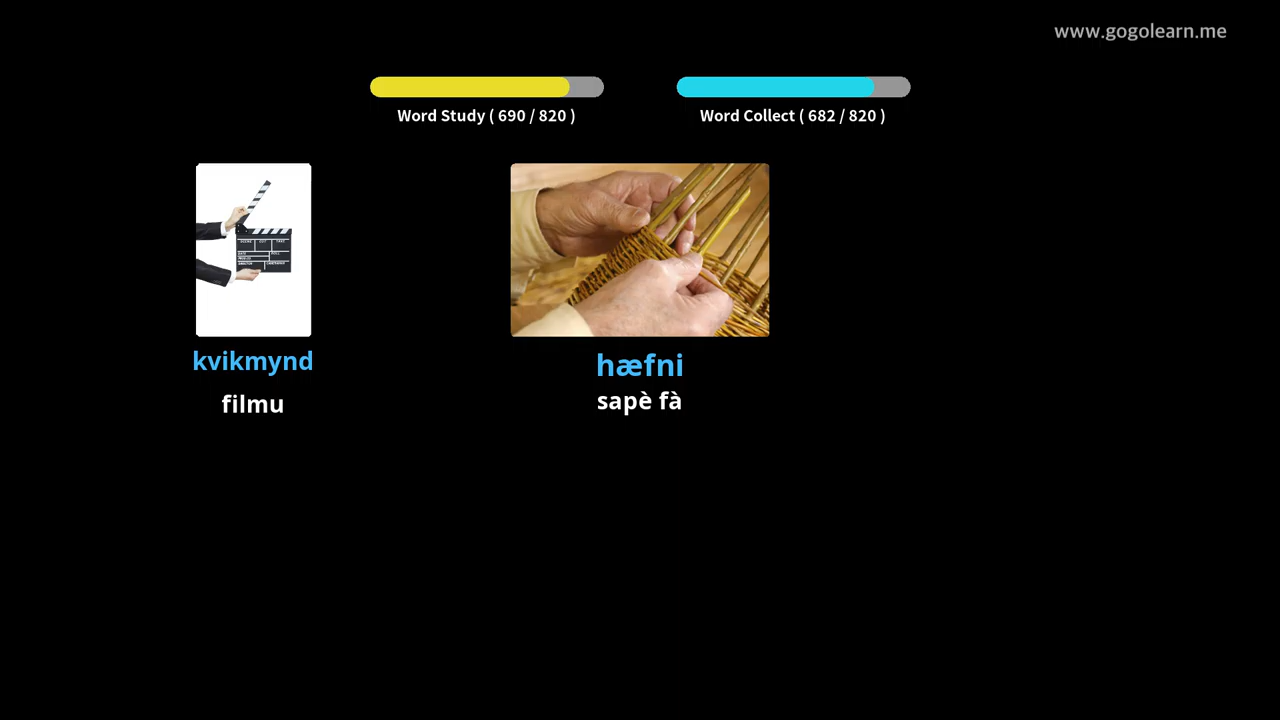 www.gogolearn.me
Word Study ( 690 / 820 )
Word Collect ( 682 / 820 )
kvikmynd
filmu
hæfni
sapè fà